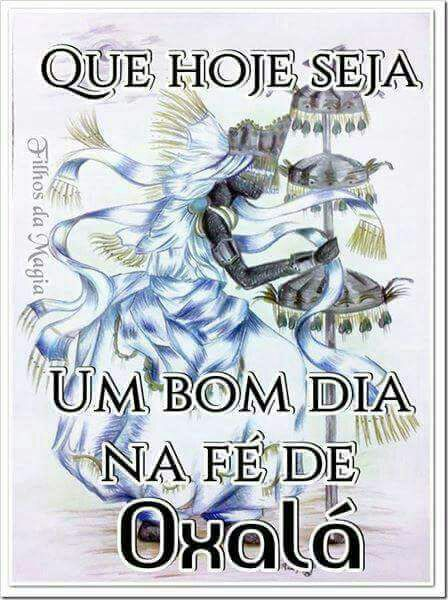 QUE HOJE SEJA
Filhos da Magia
UM BOM DIA
NA FÉ DE
Oxalá